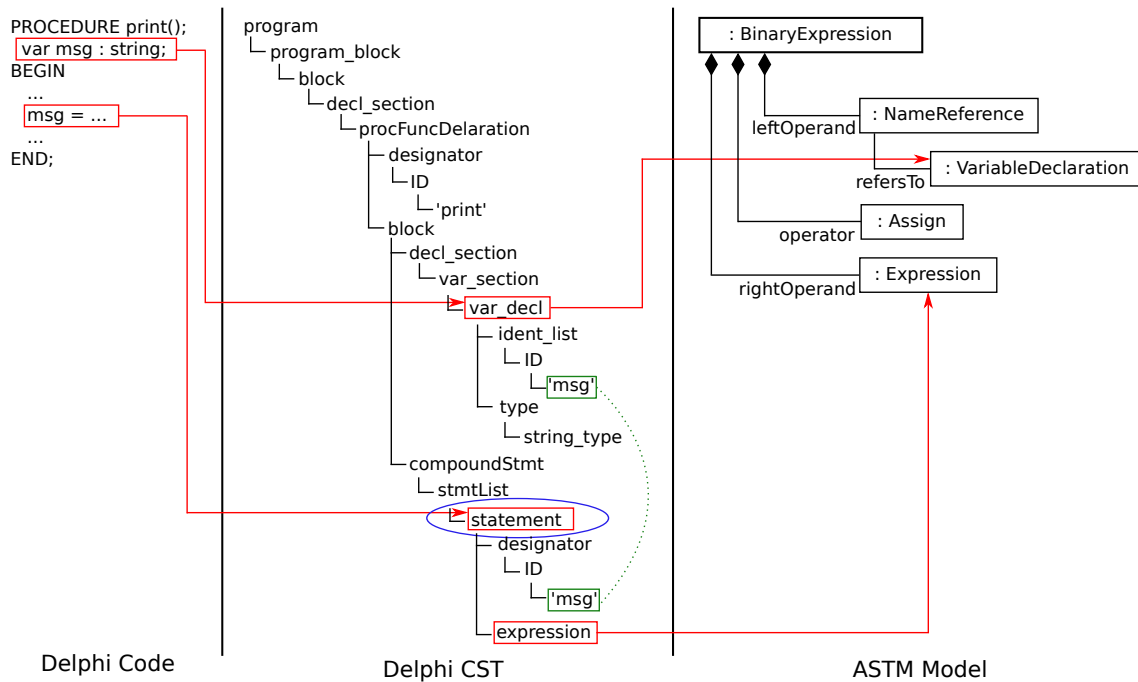 PROCEDURE print();
var msg : string;
BEGIN
...
msg = ...
...
END;
Delphi Code
program
program_block
block
decl_section
procFuncDelaration
designator
ID
'print'
block
decl_section
var_section
var_decl
ident_list
ID
'msg'
type
string_type
compoundStmt
stmtList
statement
designator
ID
'msg'
expression
Delphi CST
: BinaryExpression
: NameReference
leftOperand
: VariableDeclaration
refersTo
: Assign
operator
: Expression
rightOperand
ASTM Model